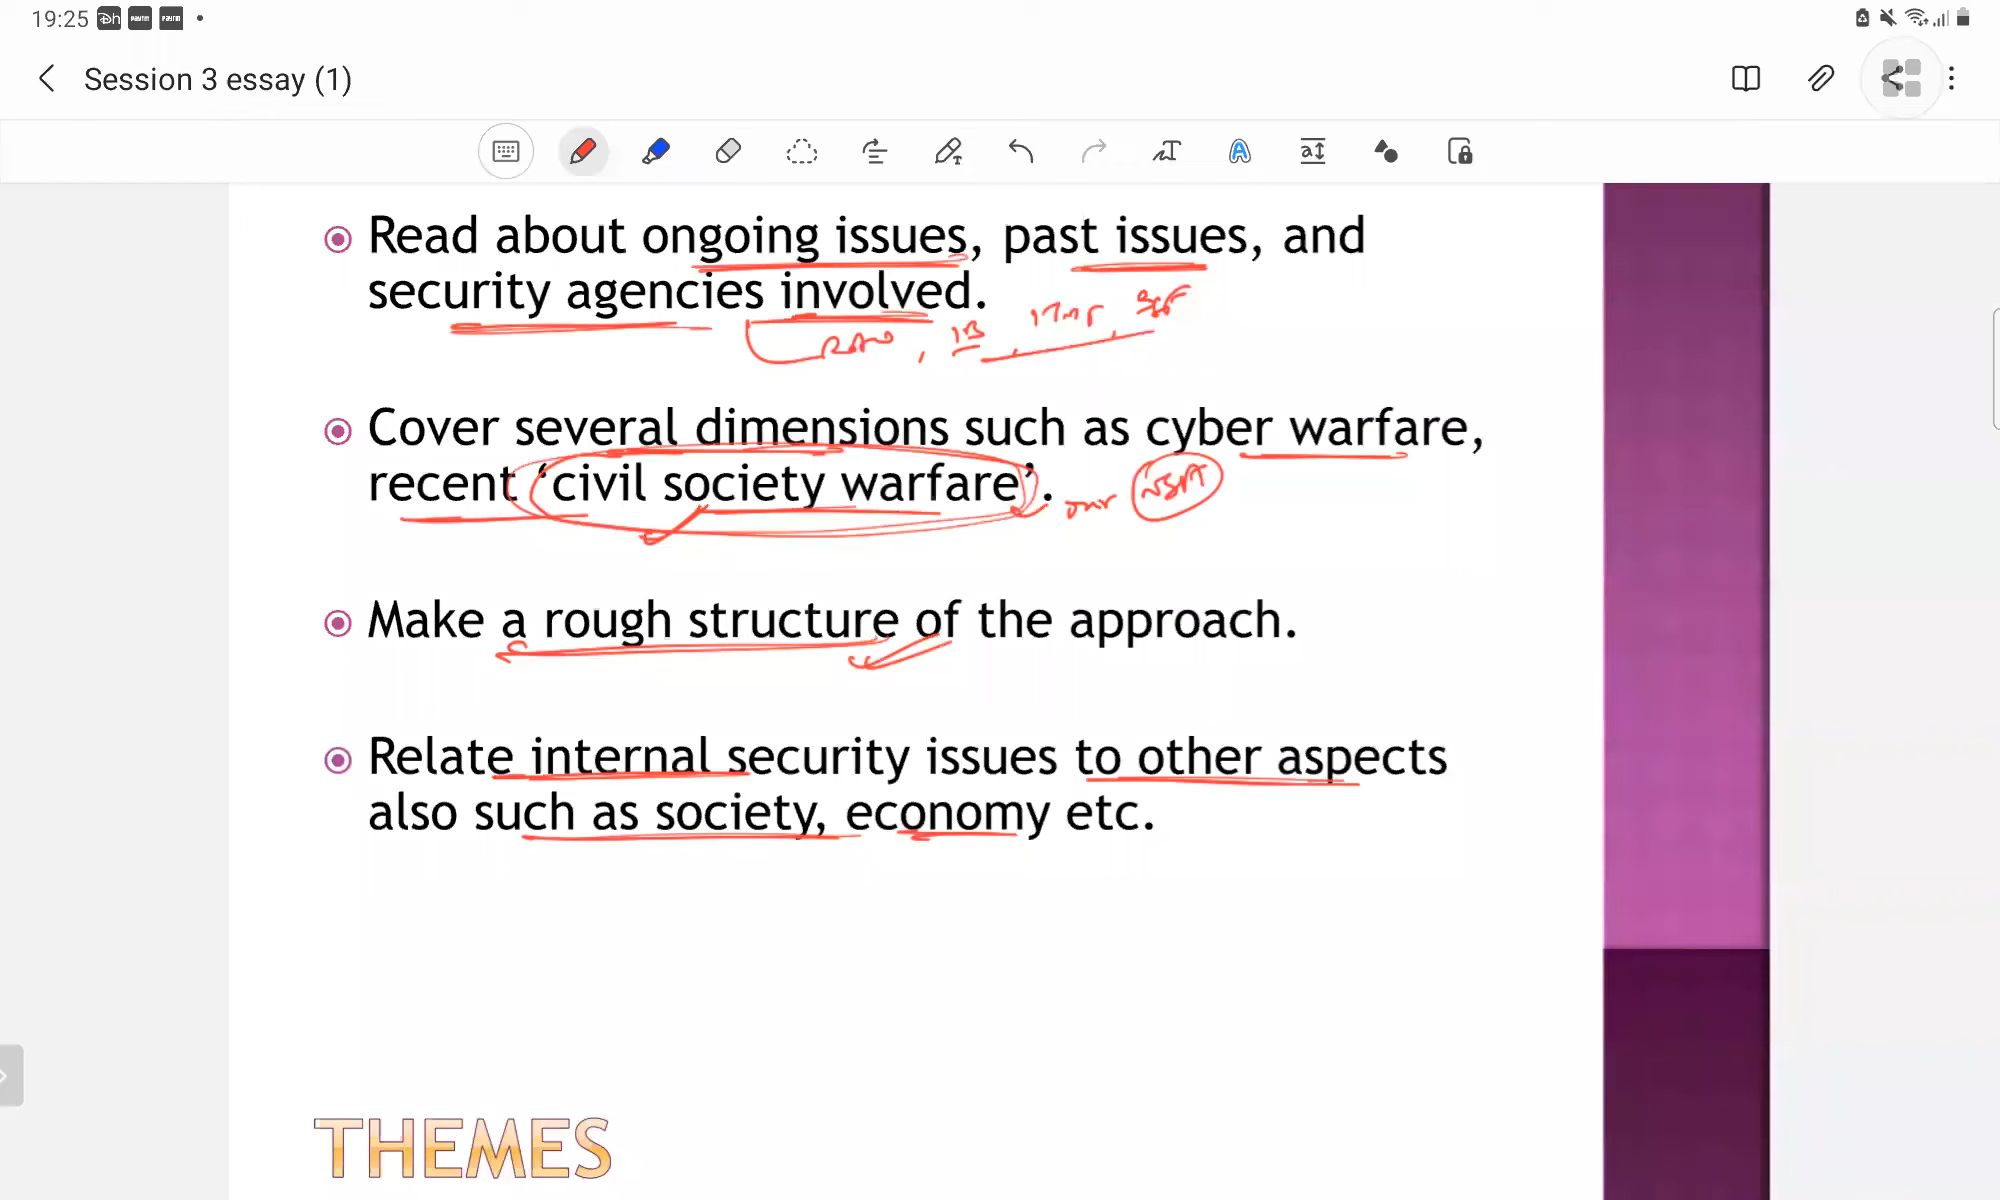 19:25
Session 3 essay (1)
Read about ongoing issues, past issues, and
security agencies involved.
RAW, IB
Cover several dimensions such as cyber warfare,
recent ‘civil society warfare’.
our NSA
Make a rough structure of the approach.
Relate internal security issues to other aspects
also such as society, economy etc.
THEMES